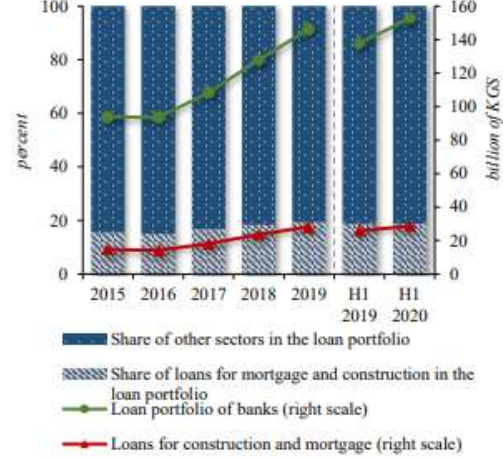 100
80
60
40
20
0
percent
160
140
120
100
80
60
40
20
0
billion of KGS
2015 2016 2017 2018 2019 H1 2019 H1 2020
Share of other sectors in the loan portfolio
Share of loans for mortgage and construction in the
loan portfolio
Loan portfolio of banks (right scale)
Loans for construction and mortgage (right scale)